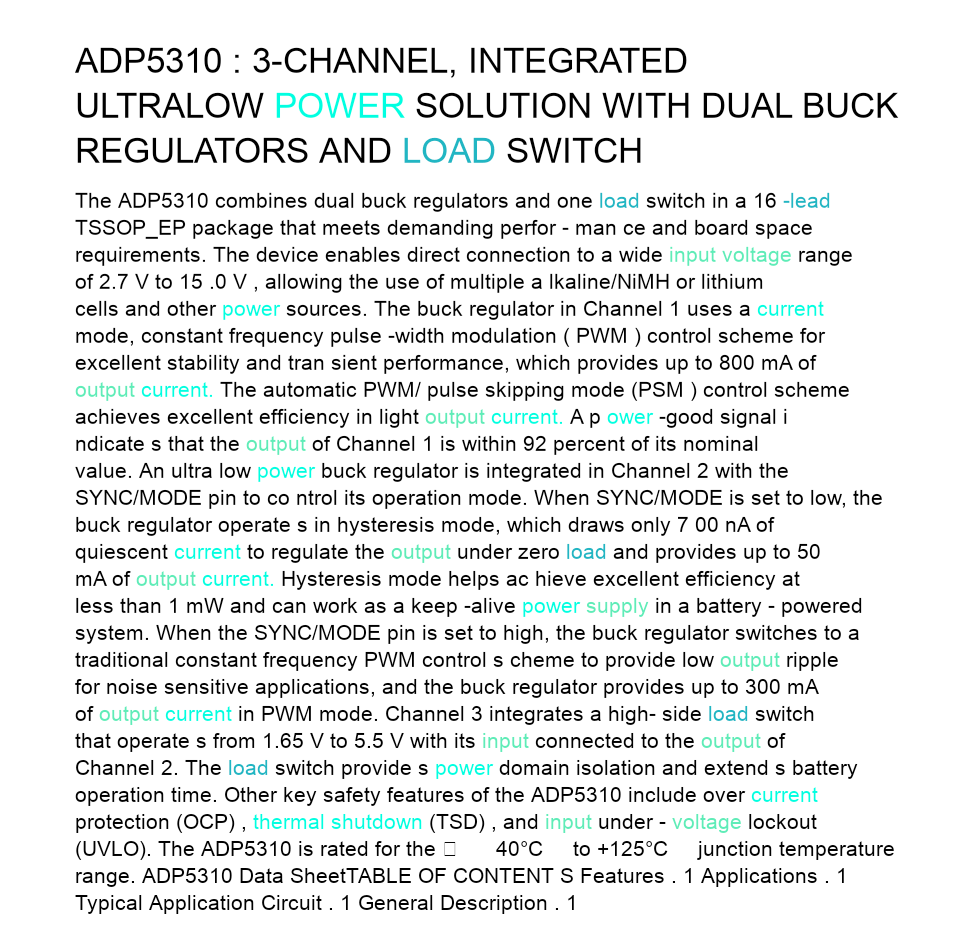 ADP5310 : 3-CHANNEL, INTEGRATED
ULTRALOW POWER SOLUTION WITH DUAL BUCK
REGULATORS AND LOAD SWITCH
The ADP5310 combines dual buck regulators and one load switch in a 16 -lead
TSSOP_EP package that meets demanding perfor - man ce and board space
requirements. The device enables direct connection to a wide input voltage range
of 2.7 V to 15 .0 V , allowing the use of multiple a lkaline/NiMH or lithium
cells and other power sources. The buck regulator in Channel 1 uses a current
mode, constant frequency pulse -width modulation ( PWM ) control scheme for
excellent stability and tran sient performance, which provides up to 800 mA of
output current. The automatic PWM/ pulse skipping mode (PSM ) control scheme
achieves excellent efficiency in light output current. A p ower -good signal i
ndicate s that the output of Channel 1 is within 92 percent of its nominal
value. An ultra low power buck regulator is integrated in Channel 2 with the
SYNC/MODE pin to co ntrol its operation mode. When SYNC/MODE is set to low, the
buck regulator operate s in hysteresis mode, which draws only 7 00 nA of
quiescent current to regulate the output under zero load and provides up to 50
mA of output current. Hysteresis mode helps ac hieve excellent efficiency at
less than 1 mW and can work as a keep -alive power supply in a battery - powered
system. When the SYNC/MODE pin is set to high, the buck regulator switches to a
traditional constant frequency PWM control s cheme to provide low output ripple
for noise sensitive applications, and the buck regulator provides up to 300 mA
of output current in PWM mode. Channel 3 integrates a high- side load switch
that operate s from 1.65 V to 5.5 V with its input connected to the output of
Channel 2. The load switch provide s power domain isolation and extend s battery
operation time. Other key safety features of the ADP5310 include over current
protection (OCP) , thermal shutdown (TSD) , and input under - voltage lockout
(UVLO). The ADP5310 is rated for the 40°C to +125°C junction temperature
range. ADP5310 Data SheetTABLE OF CONTENT S Features . 1 Applications . 1
Typical Application Circuit . 1 General Description . 1